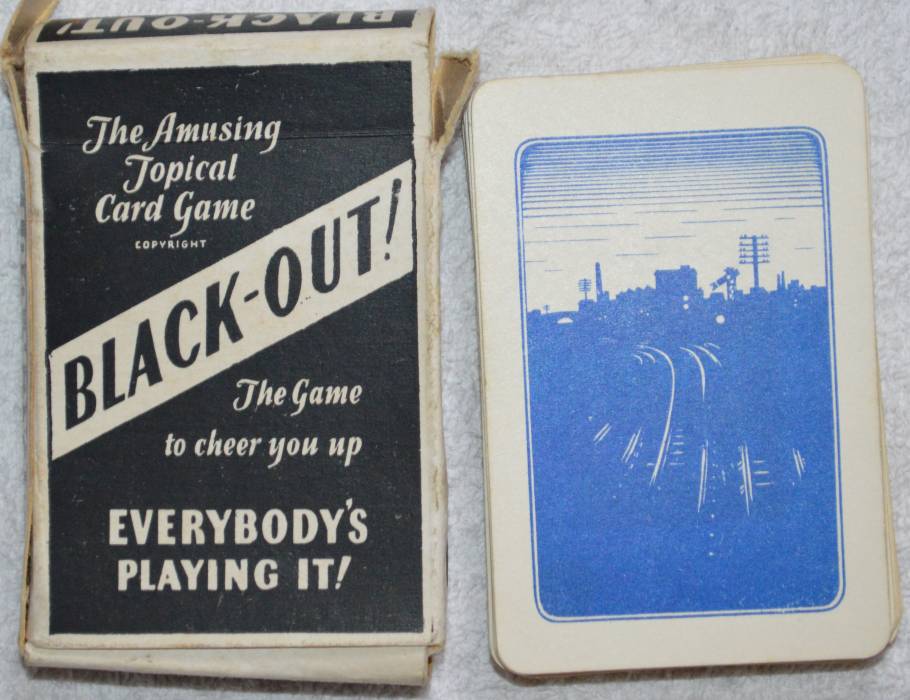 BLACK-OUT!
The Amusing
Topical
Card Game
COPYRIGHT
BLACK-OUT!
The Game
to cheer you up
EVERYBODY'S
PLAYING IT!